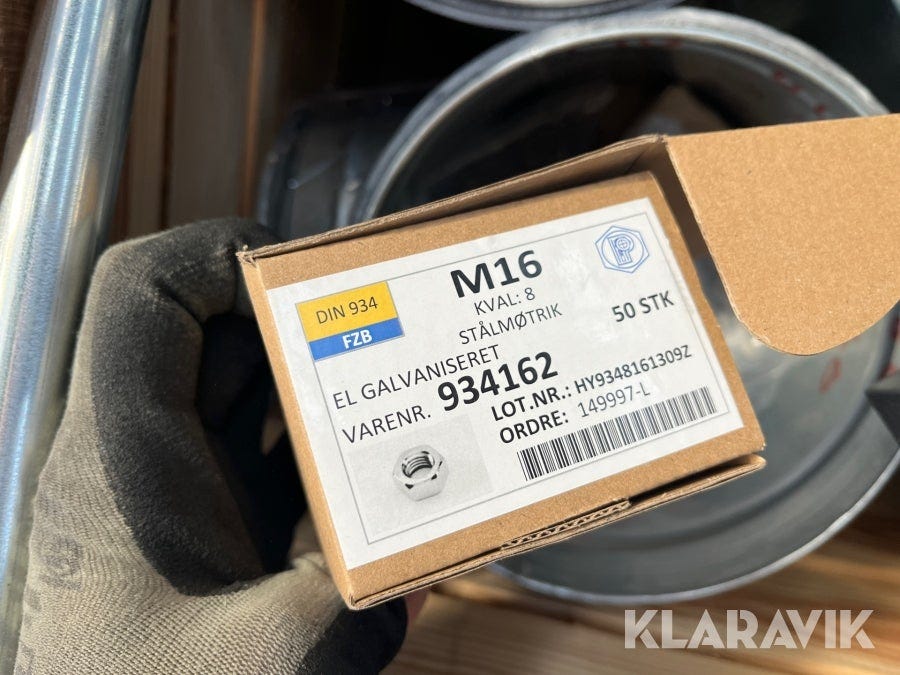 DIN 934
FZB
M16
KVAL: 8
STÅLMØTRIK
50 STK
EL GALVANISERET
VARENR. 934162
LOT.NR.: HY9348161309Z
ORDRE: 149997-L
KLARAVIK